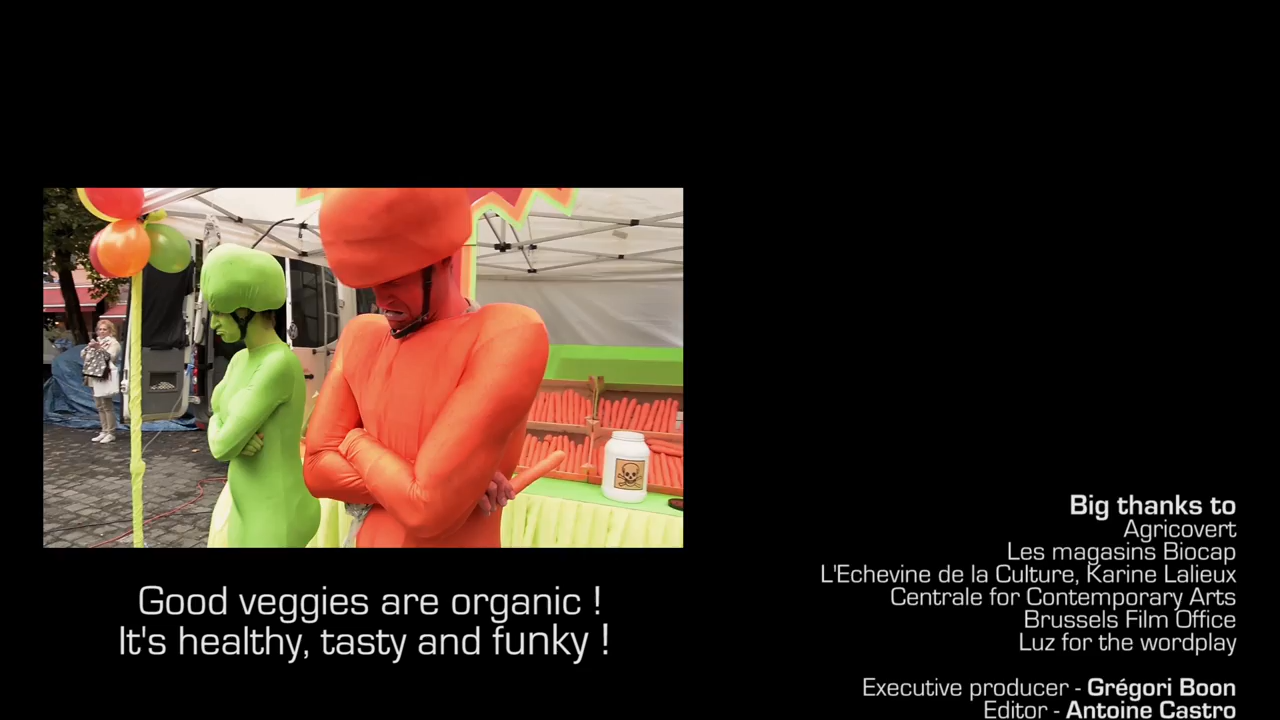 Good veggies are organic !
It's healthy, tasty and funky !
Big thanks to
Agricovert
Les magasins Biocap
L'Echevine de la Culture, Karine Lalieux
Centrale for Contemporary Arts
Brussels Film Office
Luz for the wordplay
Executive producer - Grégori Boon
Editor - Antoine Castro